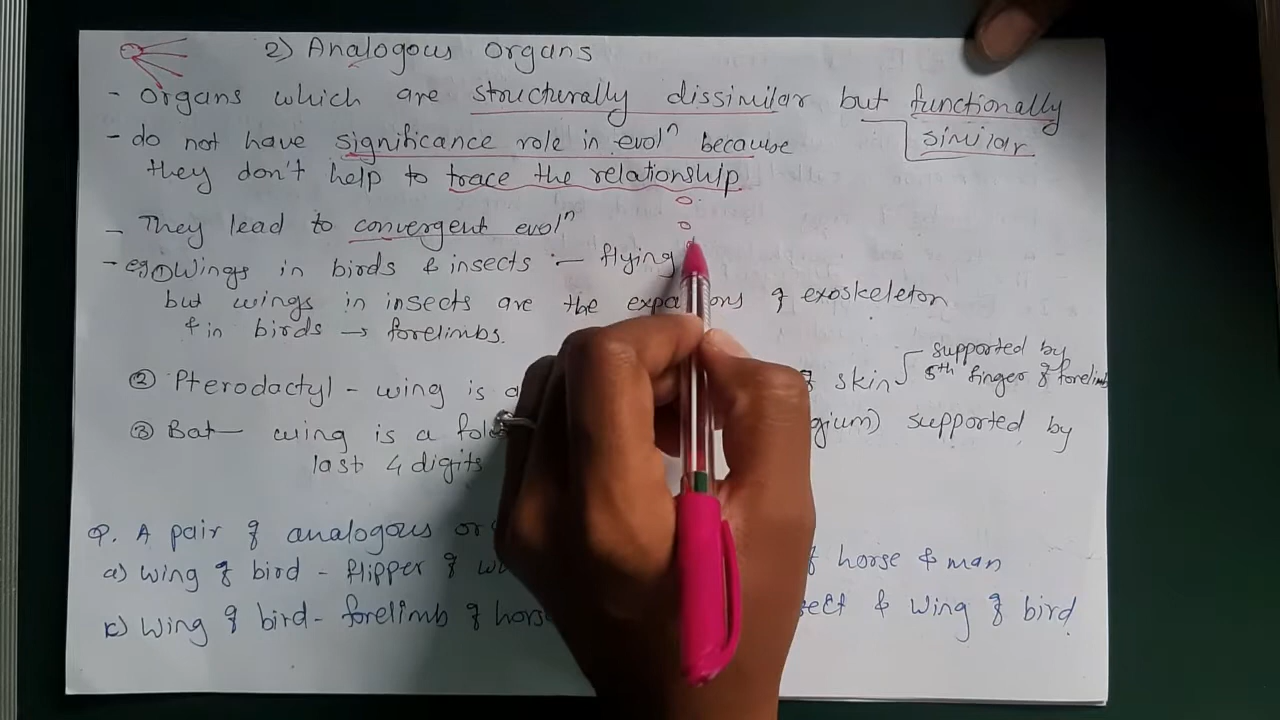 2) Analogous Organs
- Organs which are structurally dissimilar but functionally
similar
- do not have significance role in evolⁿ because
they don't help to trace the relationship
- They lead to convergent evolⁿ
- eg ① Wings in birds & insects :- flying
but wings in insects are the of exoskeleton
& in birds → forelimbs.
② Pterodactyl - wing is skin supported by
5th finger of forelimb
③ Bat - wing is a supported by
last 4 digits
Q. A pair of analogous
a) wing of bird - flipper of horse & man
c) Wing of bird - forelimb of & wing of bird